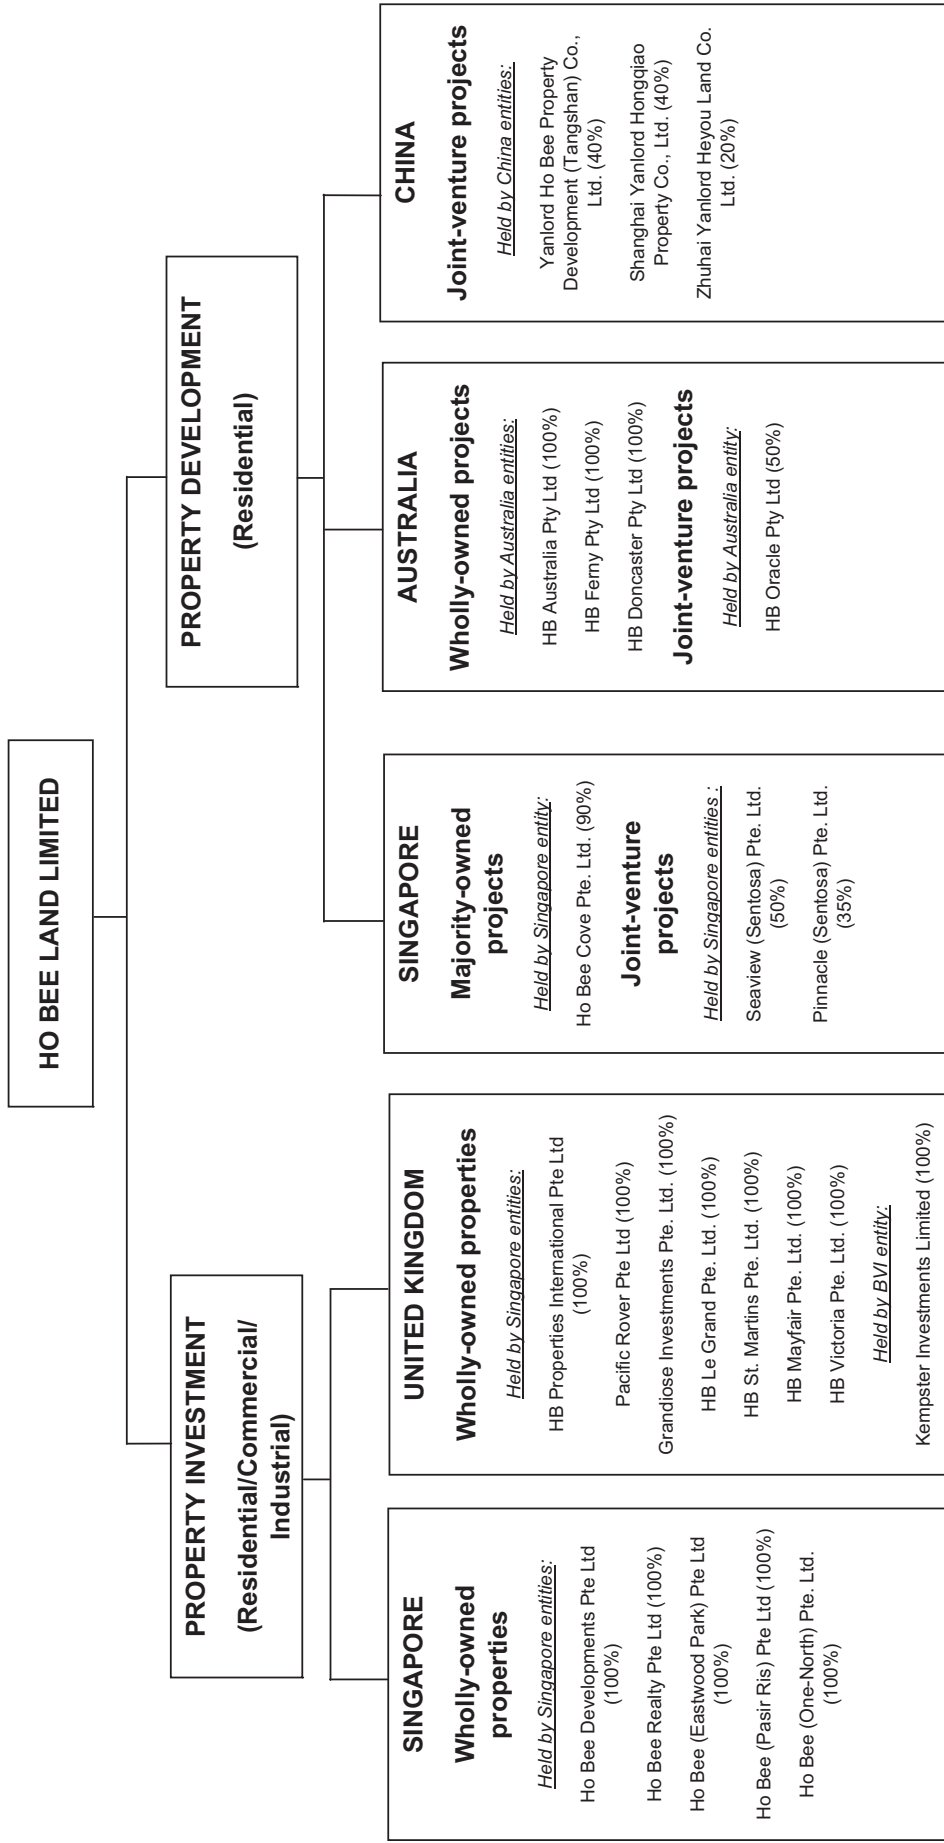 HO BEE LAND LIMITED
PROPERTY INVESTMENT
(Residential/Commercial/
Industrial)
PROPERTY DEVELOPMENT
(Residential)
SINGAPORE
Wholly-owned
properties
Held by Singapore entities:
Ho Bee Developments Pte Ltd
(100%)
Ho Bee Realty Pte Ltd (100%)
Ho Bee (Eastwood Park) Pte Ltd
(100%)
Ho Bee (Pasir Ris) Pte Ltd (100%)
Ho Bee (One-North) Pte. Ltd.
(100%)
UNITED KINGDOM
Wholly-owned properties
Held by Singapore entities:
HB Properties International Pte Ltd
(100%)
Pacific Rover Pte Ltd (100%)
Grandiose Investments Pte. Ltd. (100%)
HB Le Grand Pte. Ltd. (100%)
HB St. Martins Pte. Ltd. (100%)
HB Mayfair Pte. Ltd. (100%)
HB Victoria Pte. Ltd. (100%)
Held by BVI entity:
Kempster Investments Limited (100%)
SINGAPORE
Majority-owned
projects
Held by Singapore entity:
Ho Bee Cove Pte. Ltd. (90%)
Joint-venture
projects
Held by Singapore entities :
Seaview (Sentosa) Pte. Ltd.
(50%)
Pinnacle (Sentosa) Pte. Ltd.
(35%)
AUSTRALIA
Wholly-owned projects
Held by Australia entities:
HB Australia Pty Ltd (100%)
HB Ferny Pty Ltd (100%)
HB Doncaster Pty Ltd (100%)
Joint-venture projects
Held by Australia entity:
HB Oracle Pty Ltd (50%)
CHINA
Joint-venture projects
Held by China entities:
Yanlord Ho Bee Property
Development (Tangshan) Co.,
Ltd. (40%)
Shanghai Yanlord Hongqiao
Property Co., Ltd. (40%)
Zhuhai Yanlord Heyou Land Co.
Ltd. (20%)